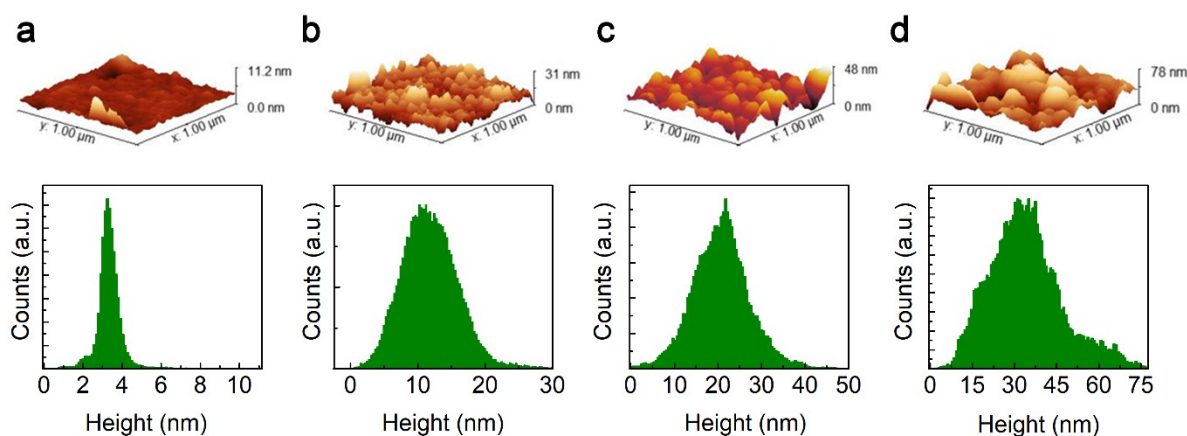 a
11.2 nm
0.0 nm
y: 1.00 µm
x: 1.00 µm
b
31 nm
0 nm
y: 1.00 µm
x: 1.00 µm
c
48 nm
0 nm
y: 1.00 µm
x: 1.00 µm
d
78 nm
0 nm
y: 1.00 µm
x: 1.00 µm
Counts (a.u.)
0 2 4 6 8 10
Height (nm)
Counts (a.u.)
0 10 20 30
Height (nm)
Counts (a.u.)
0 10 20 30 40 50
Height (nm)
Counts (a.u.)
0 15 30 45 60 75
Height (nm)